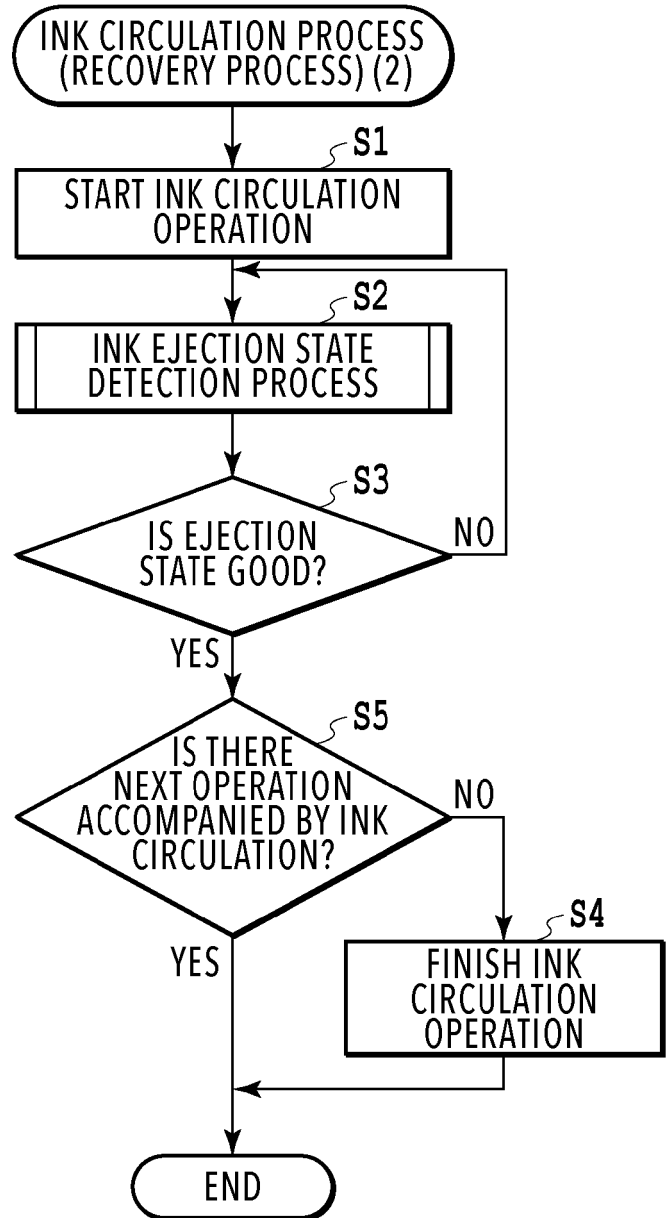 INK CIRCULATION PROCESS
(RECOVERY PROCESS) (2)
S1
START INK CIRCULATION
OPERATION
S2
INK EJECTION STATE
DETECTION PROCESS
S3
IS EJECTION
STATE GOOD?
NO
YES
S5
IS THERE
NEXT OPERATION
ACCOMPANIED BY INK
CIRCULATION?
NO
YES
S4
FINISH INK
CIRCULATION
OPERATION
END